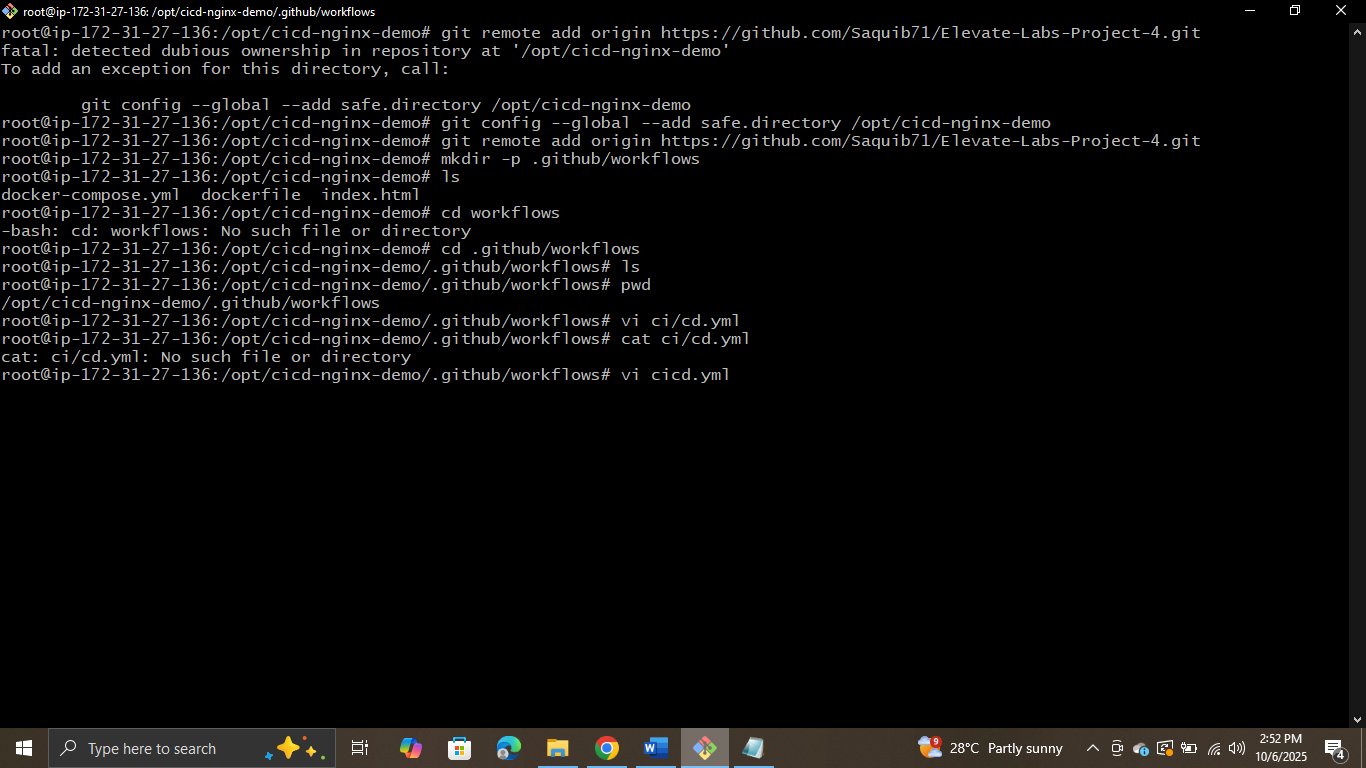 root@ip-172-31-27-136: /opt/cicd-nginx-demo/.github/workflows
root@ip-172-31-27-136:/opt/cicd-nginx-demo# git remote add origin https://github.com/Saquib71/Elevate-Labs-Project-4.git
fatal: detected dubious ownership in repository at '/opt/cicd-nginx-demo'
To add an exception for this directory, call:
git config --global --add safe.directory /opt/cicd-nginx-demo
root@ip-172-31-27-136:/opt/cicd-nginx-demo# git config --global --add safe.directory /opt/cicd-nginx-demo
root@ip-172-31-27-136:/opt/cicd-nginx-demo# git remote add origin https://github.com/Saquib71/Elevate-Labs-Project-4.git
root@ip-172-31-27-136:/opt/cicd-nginx-demo# mkdir -p .github/workflows
root@ip-172-31-27-136:/opt/cicd-nginx-demo# ls
docker-compose.yml  dockerfile  index.html
root@ip-172-31-27-136:/opt/cicd-nginx-demo# cd workflows
-bash: cd: workflows: No such file or directory
root@ip-172-31-27-136:/opt/cicd-nginx-demo# cd .github/workflows
root@ip-172-31-27-136:/opt/cicd-nginx-demo/.github/workflows# ls
root@ip-172-31-27-136:/opt/cicd-nginx-demo/.github/workflows# pwd
/opt/cicd-nginx-demo/.github/workflows
root@ip-172-31-27-136:/opt/cicd-nginx-demo/.github/workflows# vi ci/cd.yml
root@ip-172-31-27-136:/opt/cicd-nginx-demo/.github/workflows# cat ci/cd.yml
cat: ci/cd.yml: No such file or directory
root@ip-172-31-27-136:/opt/cicd-nginx-demo/.github/workflows# vi cicd.yml
Type here to search
9
28°C Partly sunny
2:52 PM
10/6/2025
4